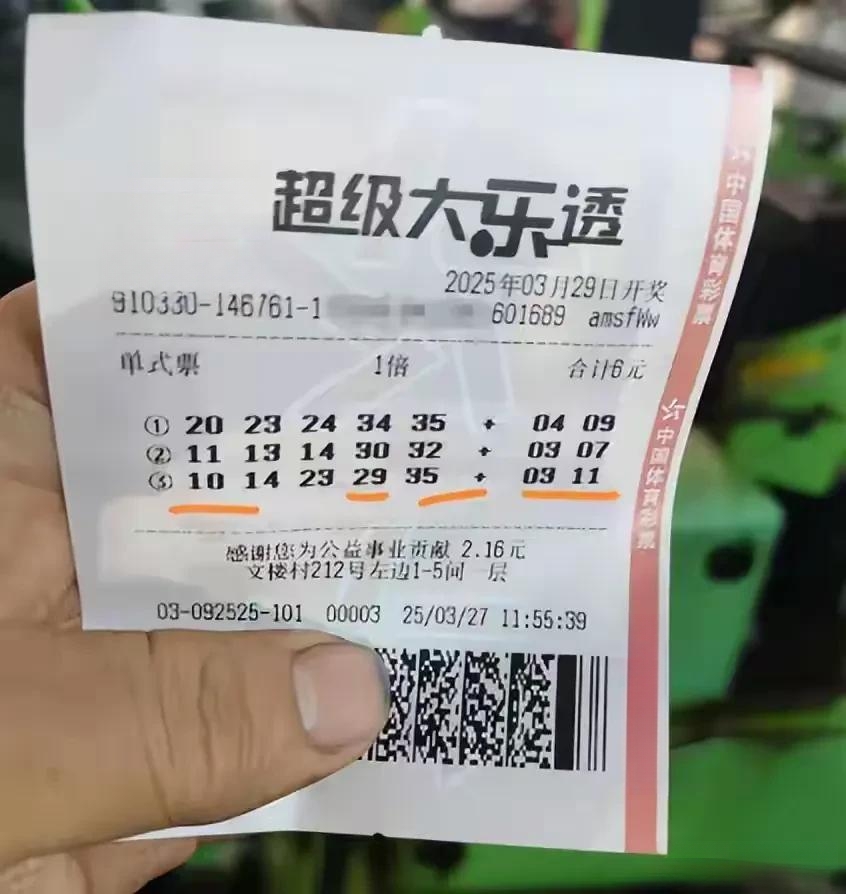 超级大乐透
2025年03月29日开奖
910330-146761-1 601689 amsfWw
单式票 1倍 合计6元
① 20 23 24 34 35 + 04 09
② 11 13 14 30 32 + 03 07
③ 10 14 23 29 35 + 03 11
感谢您为公益事业贡献 2.16元
文楼村212号左边1-5间一层
03-092525-101 00003 25/03/27 11:55:39
中国体育彩票
中国体育彩票